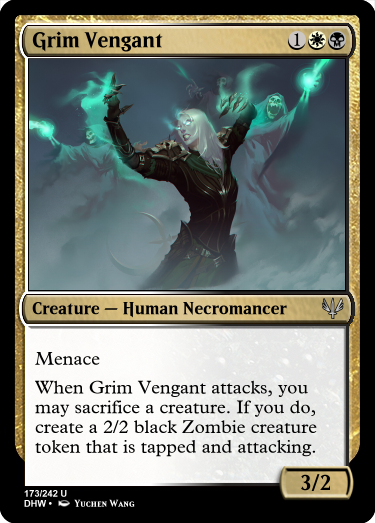 Grim Vengant 1
Creature — Human Necromancer
Menace
When Grim Vengant attacks, you
may sacrifice a creature. If you do,
create a 2/2 black Zombie creature
token that is tapped and attacking.
3/2
173/242 U
DHW • Yuchen Wang